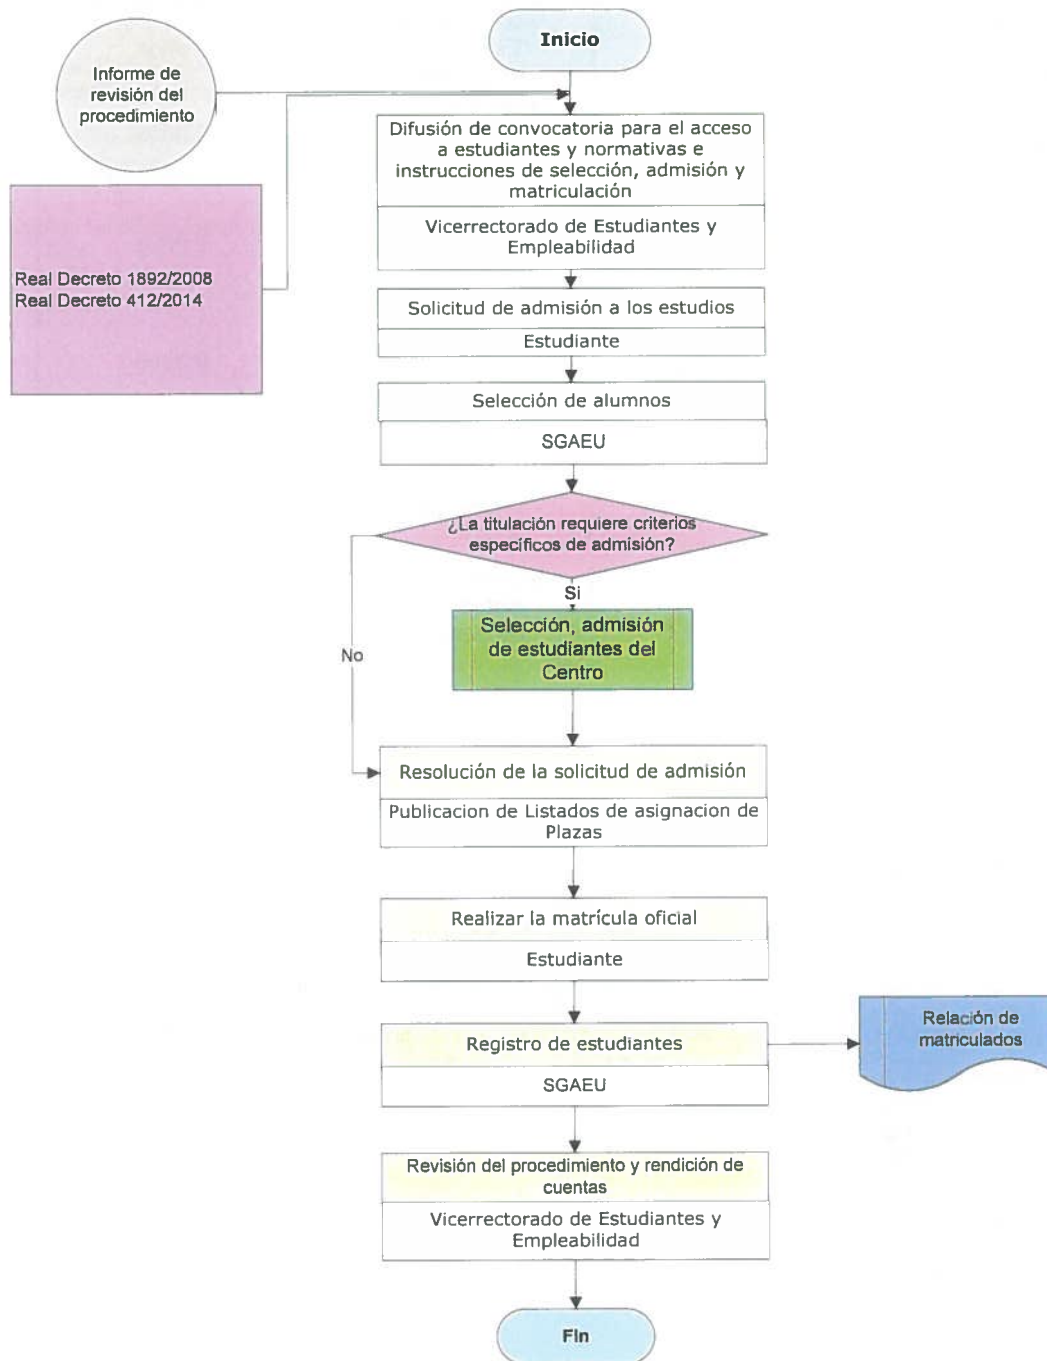 Inicio
Informe de
revisión del
procedimiento
Difusión de convocatoria para el acceso
a estudiantes y normativas e
instrucciones de selección, admisión y
matriculación
Vicerrectorado de Estudiantes y
Empleabilidad
Real Decreto 1892/2008
Real Decreto 412/2014
Solicitud de admisión a los estudios
Estudiante
Selección de alumnos
SGAEU
¿La titulación requiere criterios
específicos de admisión?
Si
No
Selección, admisión
de estudiantes del
Centro
Resolución de la solicitud de admisión
Publicacion de Listados de asignacion de
Plazas
Realizar la matrícula oficial
Estudiante
Registro de estudiantes
SGAEU
Relación de
matriculados
Revisión del procedimiento y rendición de
cuentas
Vicerrectorado de Estudiantes y
Empleabilidad
Fin